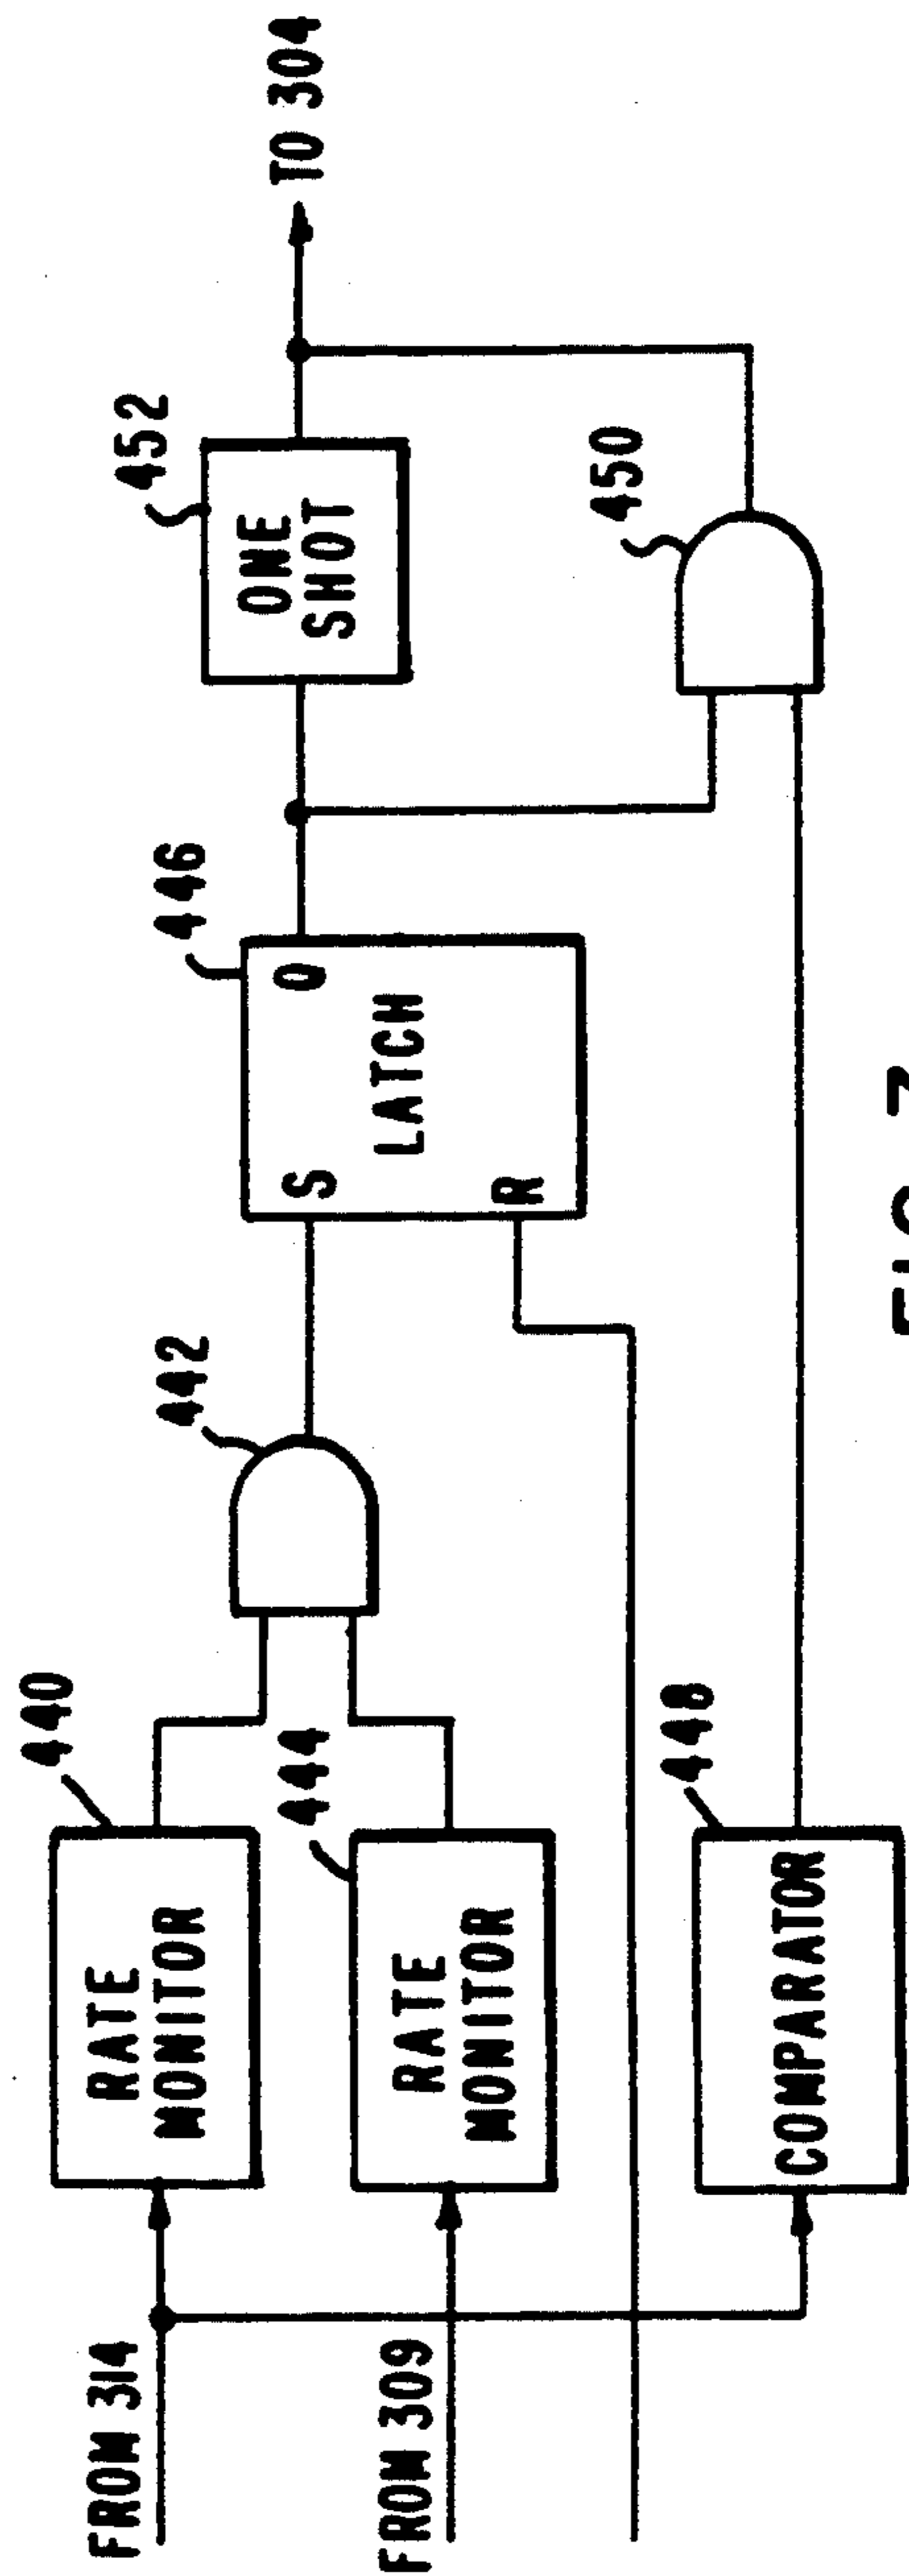 FROM 314
FROM 309
RATE
MONITOR
440
RATE
MONITOR
444
COMPARATOR
448
442
S
Q
LATCH
R
446
ONE
SHOT
452
450
TO 304
FIG